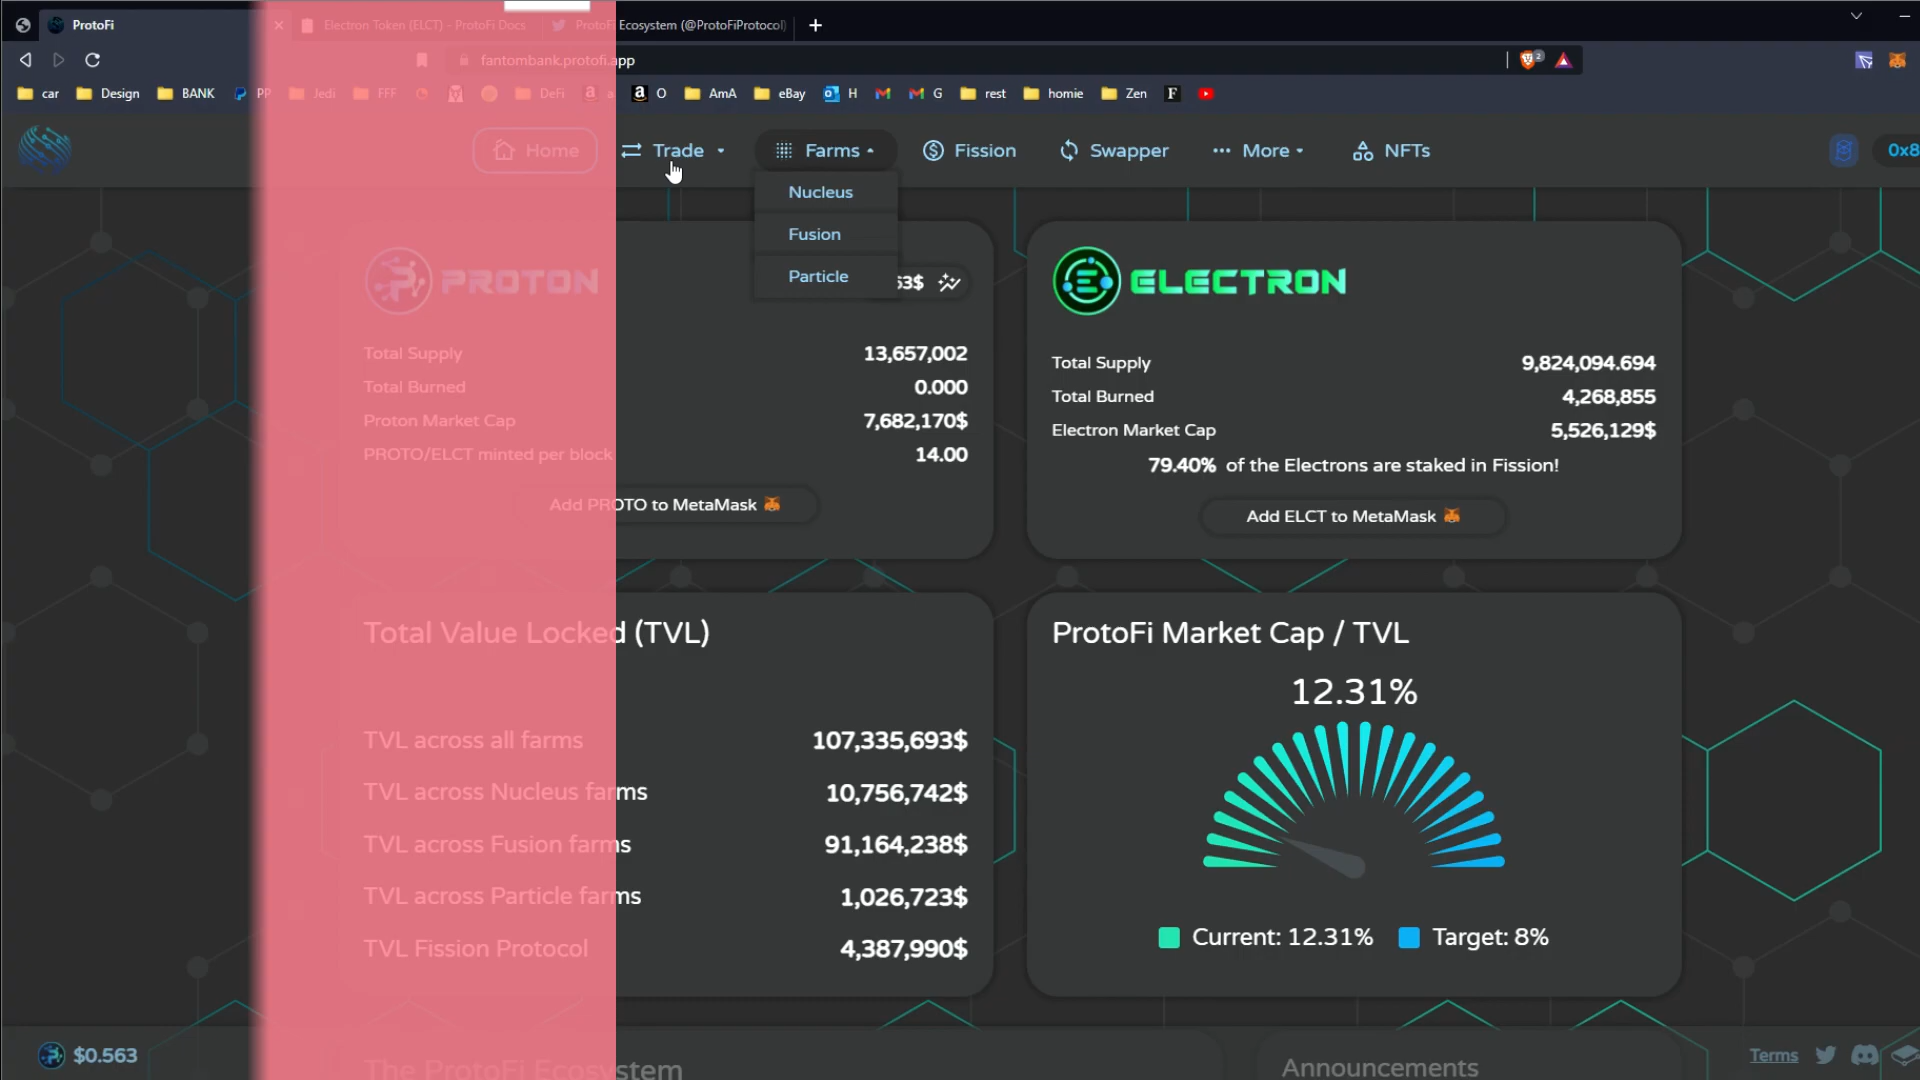 ProtoFi
Electron Token (ELCT) - ProtoFi Docs
ProtoFi Ecosystem (@ProtoFiProtocol)
fantombank.protofi.app
2
car
Design
BANK
PP
Jedi
FFF
DeFi
a
O
AmA
eBay
H
G
rest
homie
Zen
F
Home
Trade
Farms
Fission
Swapper
More
NFTs
0x8
Nucleus
Fusion
Particle
PROTON
63$
Total Supply
13,657,002
Total Burned
0.000
Proton Market Cap
7,682,170$
PROTO/ELCT minted per block
14.00
Add PROTO to MetaMask
ELECTRON
Total Supply
9,824,094.694
Total Burned
4,268,855
Electron Market Cap
5,526,129$
79.40% of the Electrons are staked in Fission!
Add ELCT to MetaMask
Total Value Locked (TVL)
TVL across all farms
107,335,693$
TVL across Nucleus farms
10,756,742$
TVL across Fusion farms
91,164,238$
TVL across Particle farms
1,026,723$
TVL Fission Protocol
4,387,990$
ProtoFi Market Cap / TVL
12.31%
Current: 12.31%
Target: 8%
The ProtoFi Ecosystem
Announcements
$0.563
Terms